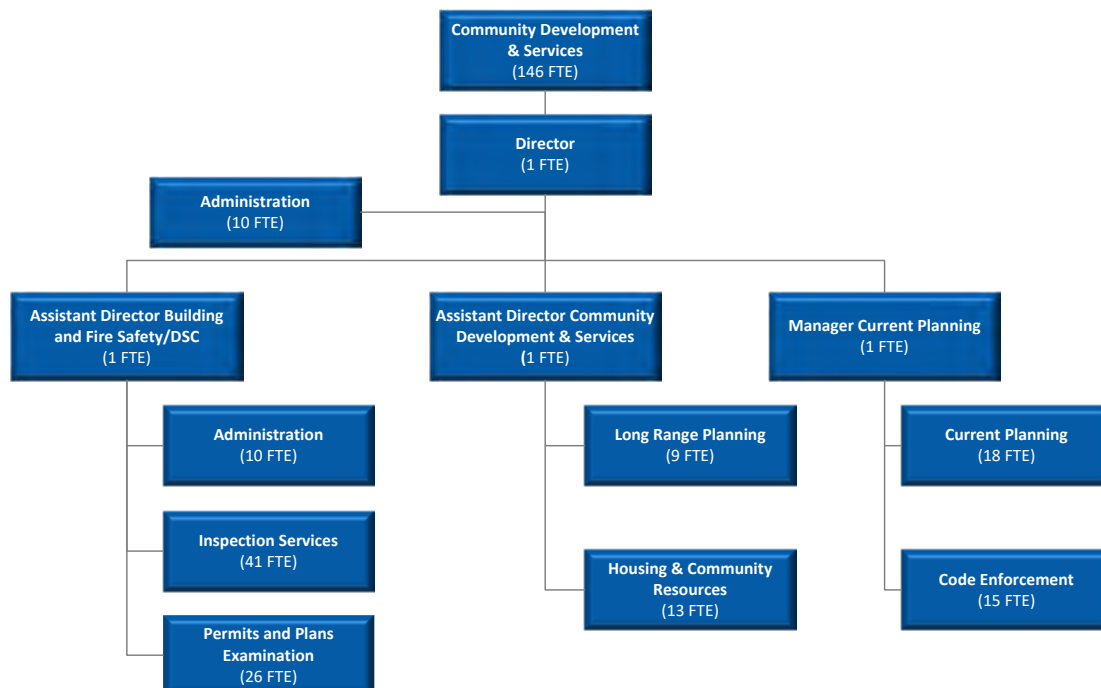 Community Development
& Services
(146 FTE)
Director
(1 FTE)
Administration
(10 FTE)
Assistant Director Building
and Fire Safety/DSC
(1 FTE)
Assistant Director Community
Development & Services
(1 FTE)
Manager Current Planning
(1 FTE)
Administration
(10 FTE)
Long Range Planning
(9 FTE)
Current Planning
(18 FTE)
Inspection Services
(41 FTE)
Housing & Community
Resources
(13 FTE)
Code Enforcement
(15 FTE)
Permits and Plans
Examination
(26 FTE)